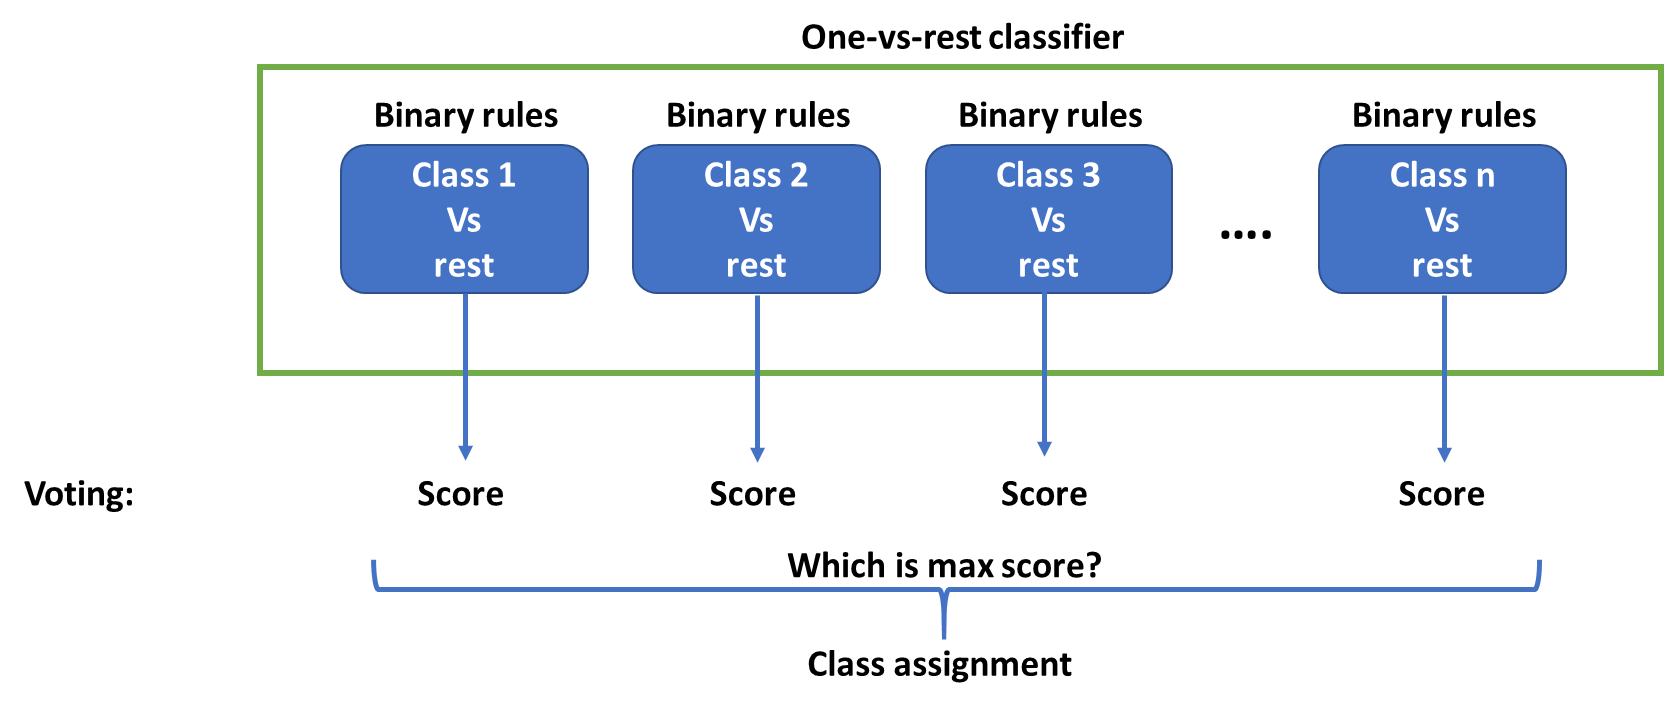 One-vs-rest classifier
Binary rules Binary rules Binary rules Binary rules
Class 1 Class 2 Class 3 Class n
Vs Vs Vs .... Vs
rest rest rest rest
Voting: Score Score Score Score
Which is max score?
Class assignment